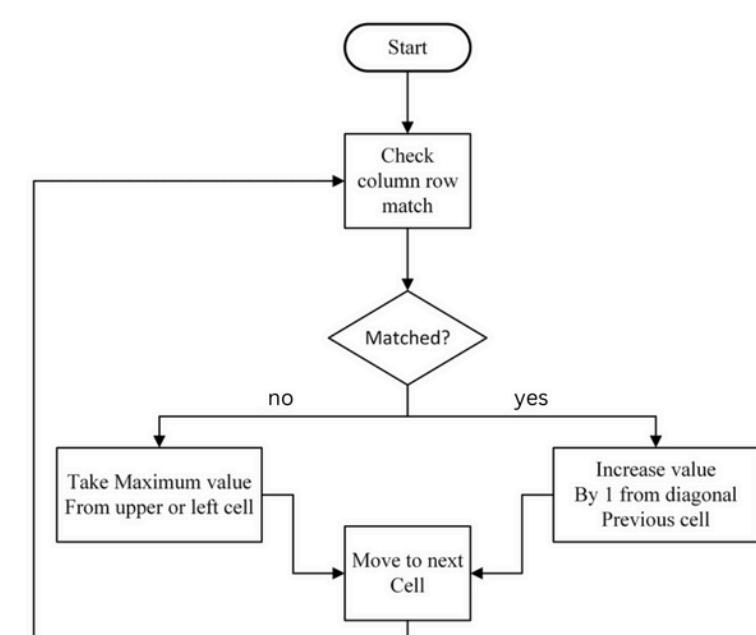 Start
Check
column row
match
Matched?
no
yes
Take Maximum value
From upper or left cell
Increase value
By 1 from diagonal
Previous cell
Move to next
Cell